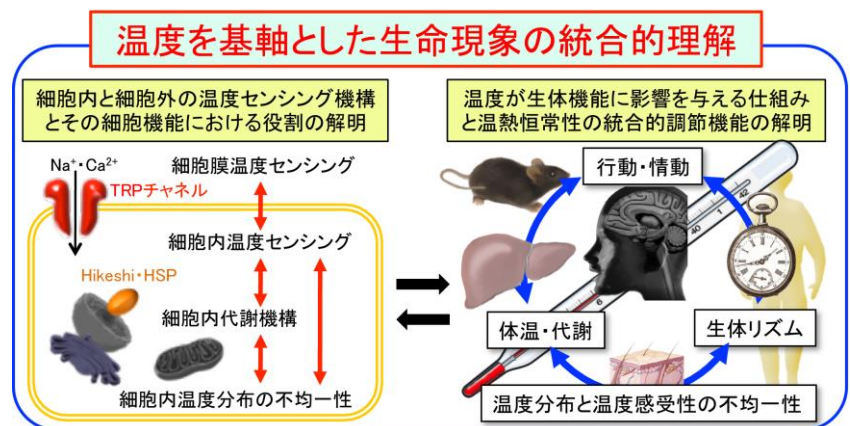 温度を基軸とした生命現象の統合的理解
細胞内と細胞外の温度センシング機構
とその細胞機能における役割の解明
Na⁺・Ca²⁺
細胞膜温度センシング
TRPチャネル
細胞内温度センシング
Hikeshi・HSP
細胞内代謝機構
細胞内温度分布の不均一性
温度が生体機能に影響を与える仕組み
と温熱恒常性の統合的調節機能の解明
行動・情動
42
1
40
6
体温・代謝
生体リズム
温度分布と温度感受性の不均一性